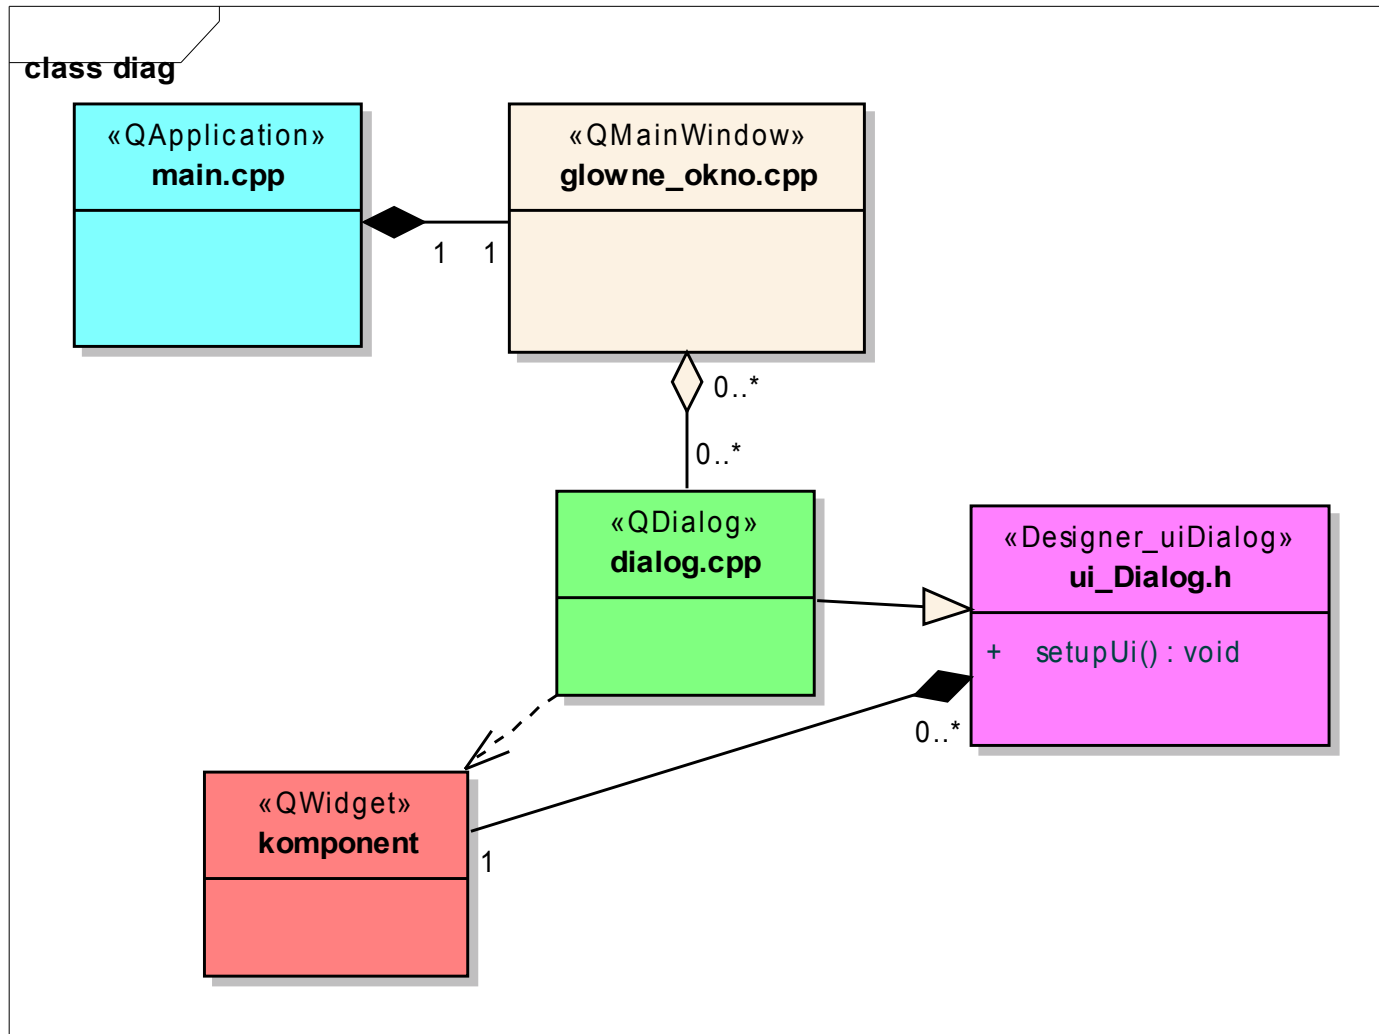 class diag
«QApplication»
main.cpp
«QMainWindow»
glowne_okno.cpp
1 1
0..*
0..*
«QDialog»
dialog.cpp
«Designer_uiDialog»
ui_Dialog.h
+ setupUi() : void
0..*
«QWidget»
komponent
1